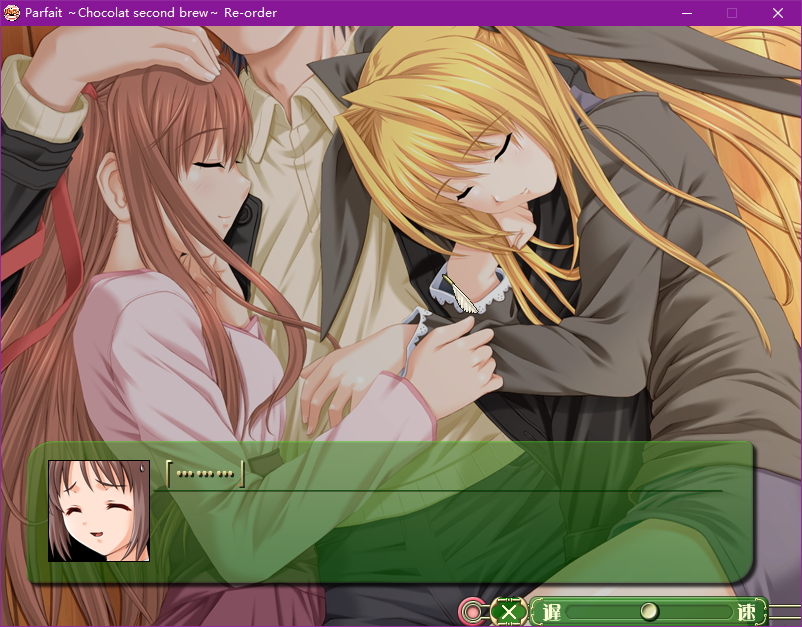 Parfait ~Chocolat second brew~ Re-order
「………」
遅 速